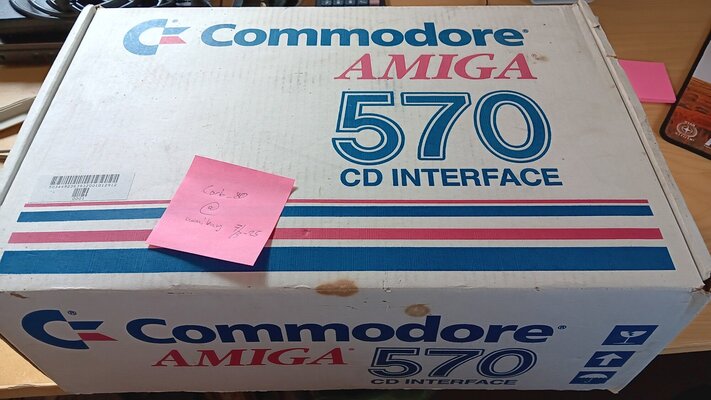 Commodore
AMIGA
570
CD INTERFACE
@
Commodore
AMIGA
570
CD INTERFACE